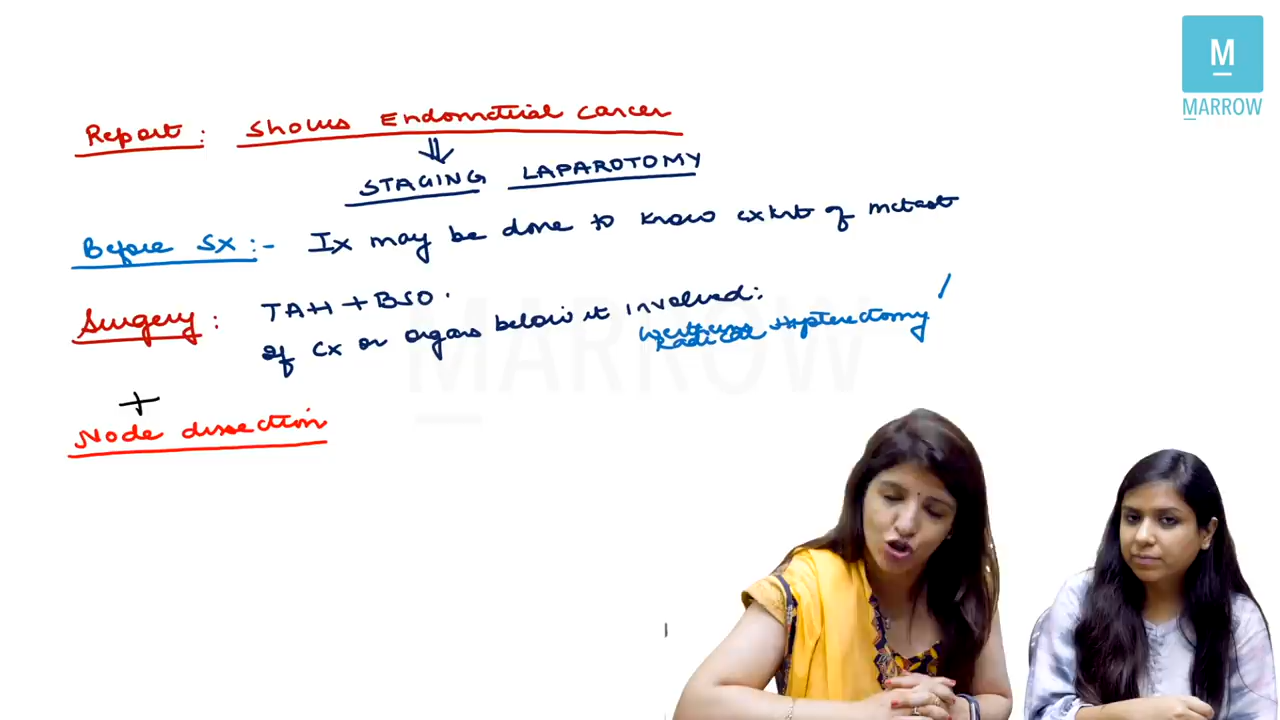 M
MARROW
Report: Shows Endometrial cancer
STAGING LAPAROTOMY
Before Sx:- Ix may be done to know extent of metast
Surgery: TAH + BSO.
If Cx or organs below it involved:
Radical Hysterectomy
+
Node dissection
MARROW